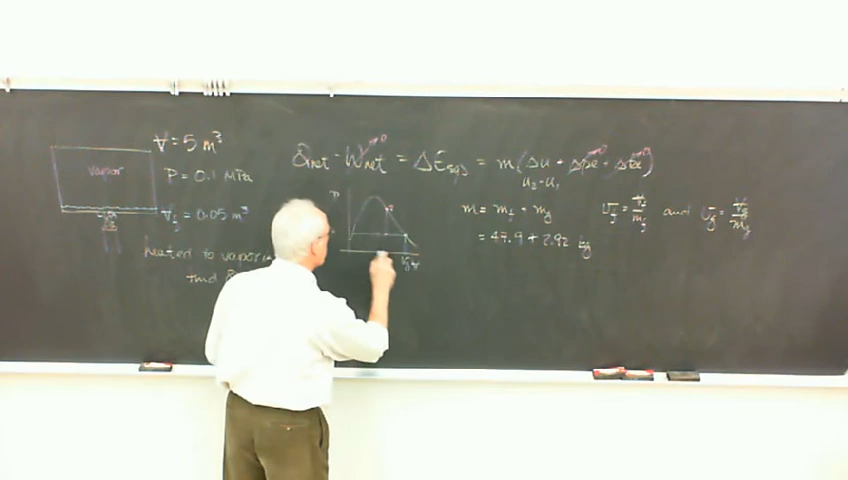 V = 5 m³
vapor
P = 0.1 MPa
V_f = 0.05 m³
heated to vapor
find Q
Q_net - W_net = ΔE_sys = m(Δu + Δpe + Δke)
u₂ - u₁
m = m_f + m_g
= 47.9 + 2.92 kg
v_f = V_f/m_f and v_g = V_g/m_g